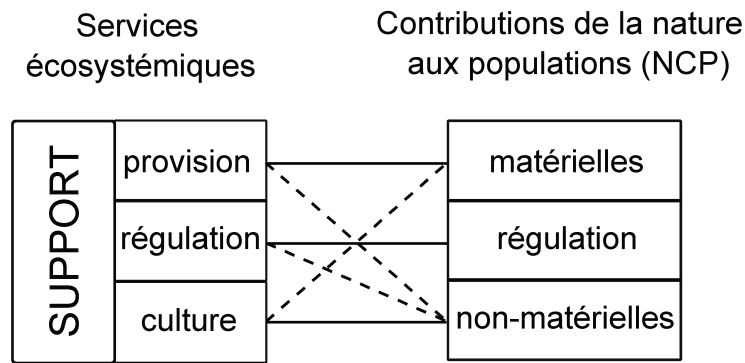 Services
écosystémiques
Contributions de la nature
aux populations (NCP)
SUPPORT
provision
régulation
culture
matérielles
régulation
non-matérielles